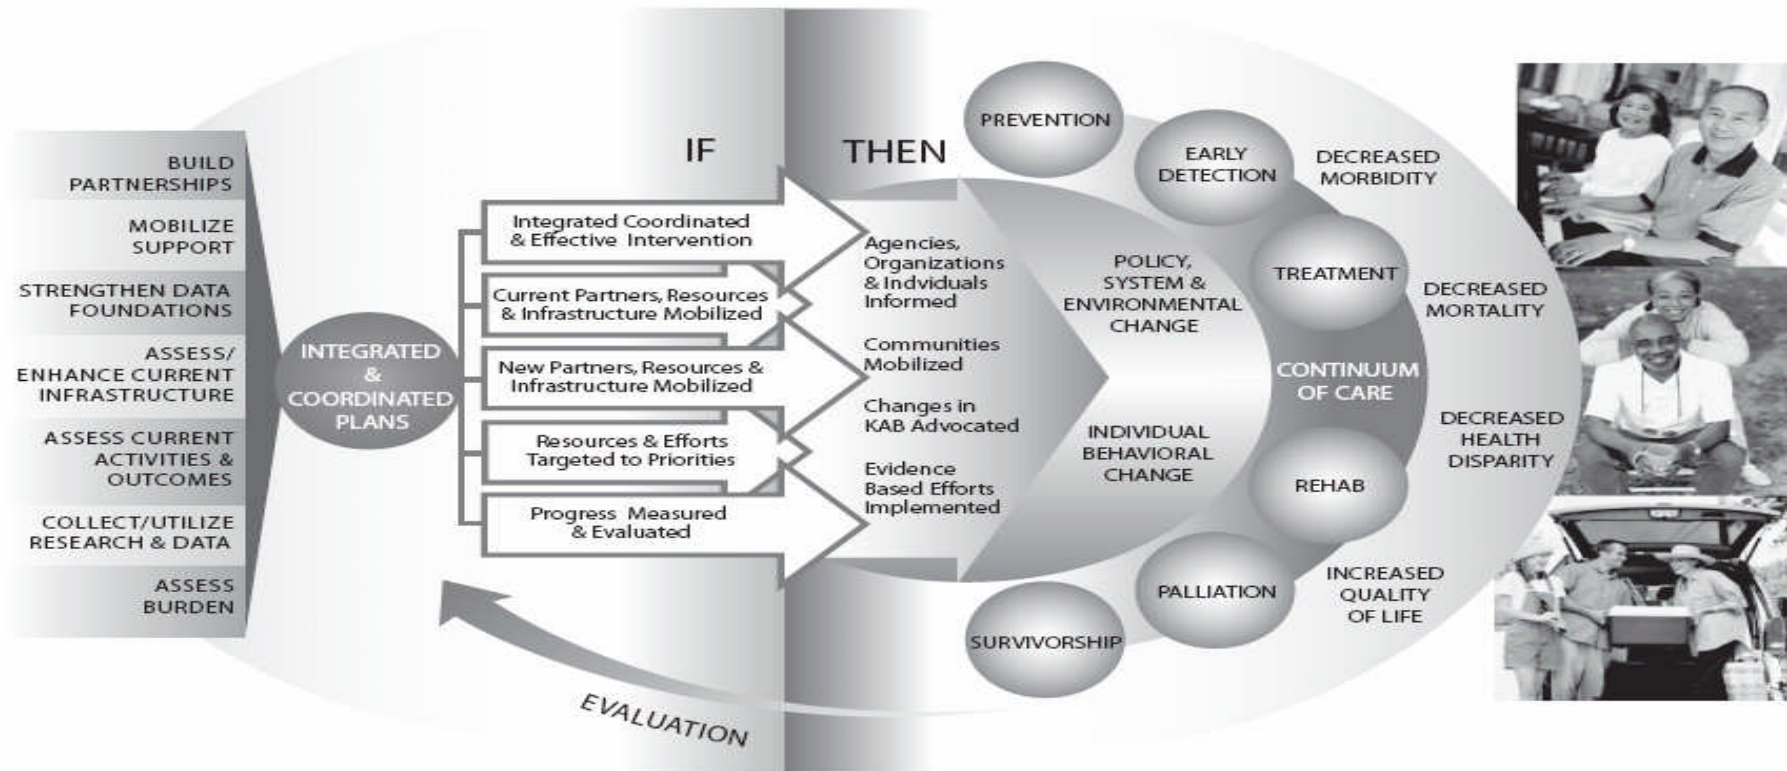 BUILD
PARTNERSHIPS
MOBILIZE
SUPPORT
STRENGTHEN DATA
FOUNDATIONS
ASSESS/
ENHANCE CURRENT
INFRASTRUCTURE
ASSESS CURRENT
ACTIVITIES &
OUTCOMES
COLLECT/UTILIZE
RESEARCH & DATA
ASSESS
BURDEN
INTEGRATED
&
COORDINATED
PLANS
IF
Integrated Coordinated
& Effective Intervention
Current Partners, Resources
& Infrastructure Mobilized
New Partners, Resources &
Infrastructure Mobilized
Resources & Efforts
Targeted to Priorities
Progress Measured
& Evaluated
THEN
Agencies,
Organizations
& Indviduals
Informed
Communities
Mobilized
Changes in
KAB Advocated
Evidence
Based Efforts
Implemented
POLICY,
SYSTEM &
ENVIRONMENTAL
CHANGE
INDIVIDUAL
BEHAVIORAL
CHANGE
PREVENTION
EARLY
DETECTION
TREATMENT
CONTINUUM
OF CARE
REHAB
PALLIATION
SURVIVORSHIP
DECREASED
MORBIDITY
DECREASED
MORTALITY
DECREASED
HEALTH
DISPARITY
INCREASED
QUALITY
OF LIFE
EVALUATION